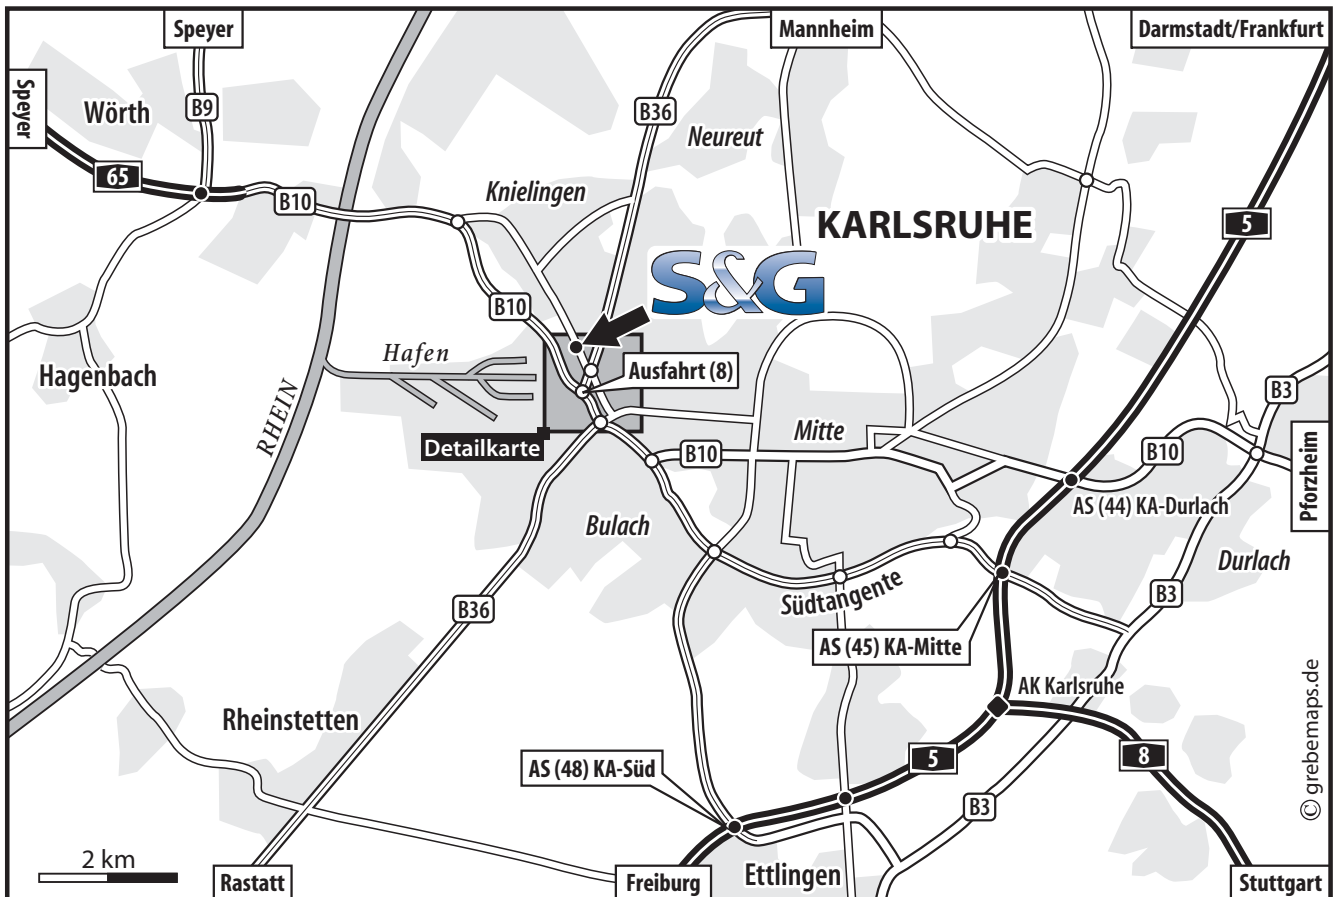 Speyer
Mannheim
Darmstadt/Frankfurt
Speyer
Wörth
B9
B36
Neureut
65
B10
Knielingen
KARLSRUHE
5
S&G
B10
Hafen
Ausfahrt (8)
Hagenbach
B3
RHEIN
Detailkarte
Mitte
B10
B10
Pforzheim
AS (44) KA-Durlach
Bulach
Durlach
Südtangente
B3
B36
AS (45) KA-Mitte
AK Karlsruhe
Rheinstetten
5
8
AS (48) KA-Süd
B3
© grebemaps.de
2 km
Rastatt
Freiburg
Ettlingen
Stuttgart